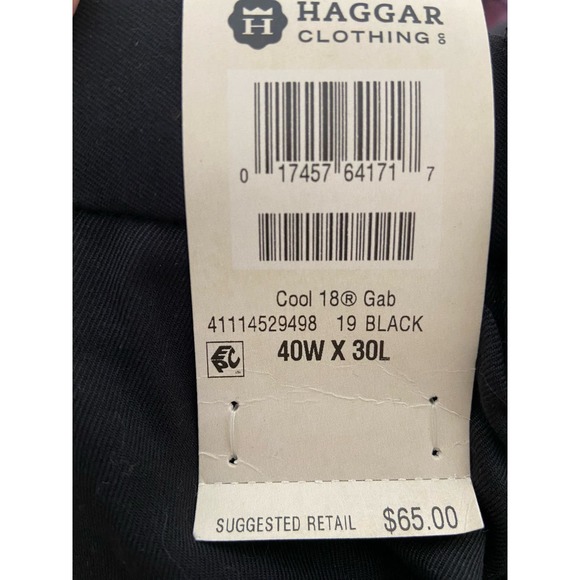 H HAGGAR
CLOTHING CO
0 17457 64171 7
Cool 18® Gab
41114529498 19 BLACK
EPC 40W X 30L
SUGGESTED RETAIL $65.00